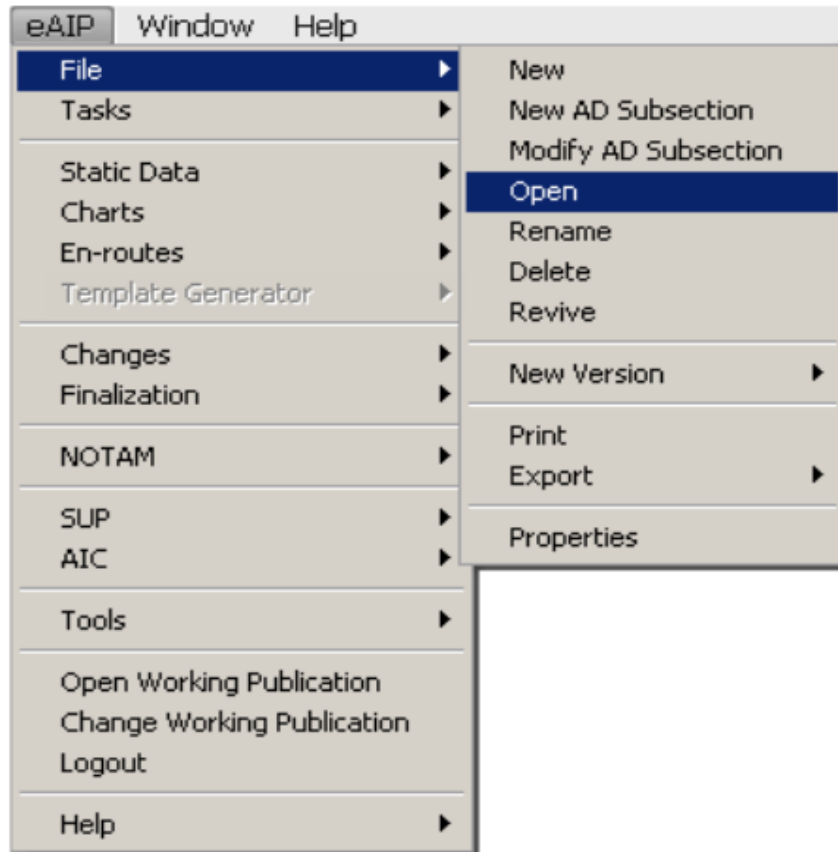 eAIP Window Help
File
Tasks
Static Data
Charts
En-routes
Template Generator
Changes
Finalization
NOTAM
SUP
AIC
Tools
Open Working Publication
Change Working Publication
Logout
Help
New
New AD Subsection
Modify AD Subsection
Open
Rename
Delete
Revive
New Version
Print
Export
Properties